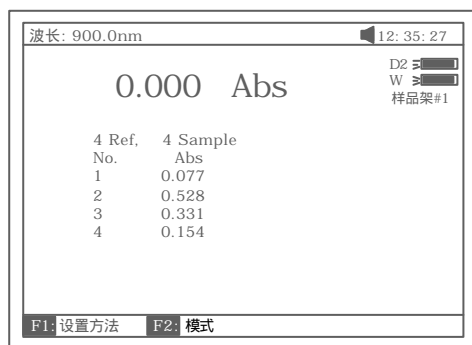 波长: 900.0nm 12: 35: 27
D2
W
样品架#1
0.000 Abs
4 Ref, 4 Sample
No. Abs
1 0.077
2 0.528
3 0.331
4 0.154
F1: 设置方法 F2: 模式